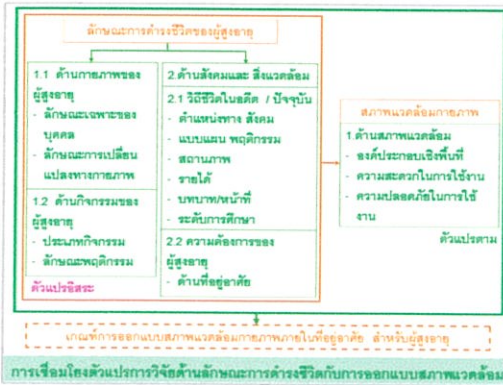 ลักษณะการดำรงชีวิตของผู้สูงอายุ
1.1 ด้านกายภาพของ
ผู้สูงอายุ
- ลักษณะเฉพาะของ
บุคคล
- ลักษณะการเปลี่ยน
แปลงทางกายภาพ
1.2 ด้านกิจกรรมของ
ผู้สูงอายุ
- ประเภทกิจกรรม
- ลักษณะพฤติกรรม
ตัวแปรอิสระ
2.ด้านสังคมและ สิ่งแวดล้อม
2.1 วิถีชีวิตในอดีต / ปัจจุบัน
- ตำแหน่งทาง สังคม
- แบบแผน พฤติกรรม
- สถานภาพ
- รายได้
- บทบาท/หน้าที่
- ระดับการศึกษา
2.2 ความต้องการของ
ผู้สูงอายุ
- ด้านที่อยู่อาศัย
สภาพแวดล้อมกายภาพ
1.ด้านสภาพแวดล้อม
- องค์ประกอบเชิงพื้นที่
- ความสะดวกในการใช้งาน
- ความปลอดภัยในการใช้
งาน
ตัวแปรตาม
เกณฑ์การออกแบบสภาพแวดล้อมกายภาพภายในที่อยู่อาศัย สำหรับผู้สูงอายุ
การเชื่อมโยงตัวแปรการวิจัยด้านลักษณะการดำรงชีวิตกับการออกแบบสภาพแวดล้อม